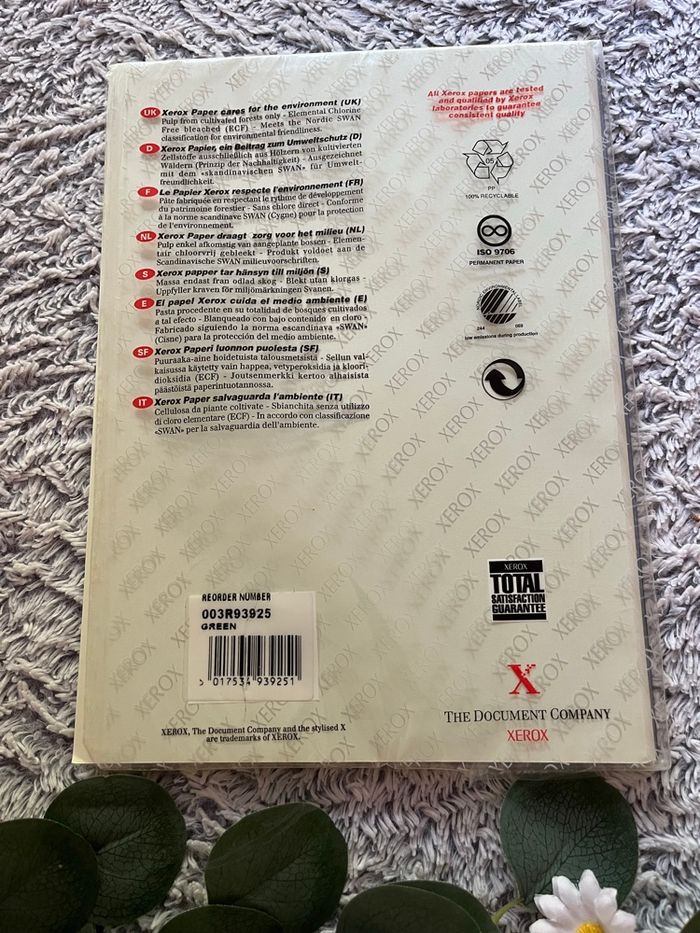 UK Xerox Paper cares for the environment (UK)
Pulp from cultivated forests only - Elemental Chlorine
Free bleached (ECF) - Meets the Nordic SWAN
classification for environmental friendliness.
D Xerox Paper, ein Beitrag zum Umweltschutz (D)
Zellstoffe ausschließlich aus Hölzern von kultivierten
Wäldern (Prinzip der Nachhaltigkeit) - Ausgezeichnet
mit dem «skandinavischen SWAN» für Umwelt-
freundlichkeit.
F Le Papier Xerox respecte l'environnement (FR)
Pâte fabriquée en respectant le rythme de développement
du patrimoine forestier - Sans chlore direct - Conforme
à la norme scandinave SWAN (Cygne) pour la protection
de l'environnement.
NL Xerox Paper draagt zorg voor het milieu (NL)
Pulp enkel afkomstig van aangeplante bossen - Elemen-
tair chloorvrij gebleekt - Produkt voldoet aan de
Scandinavische SWAN milieuvoorschriften.
S Xerox papper tar hänsyn till miljön (S)
Massa endast fran odlad skog - Blekt utan klorgas -
Uppfyller kraven för miljömärkningen Svanen.
E El papel Xerox cuida el medio ambiente (E)
Pasta procedente en su totalidad de bosques cultivados
a tal efecto - Blanqueado con bajo contenido en cloro -
Fabricado siguiendo la norma escandinava «SWAN»
(Cisne) para la protección del medio ambiente.
SF Xerox Paperi luonnon puolesta (SF)
Puuraaka-aine hoidetuista talousmetsistä - Sellun val-
kaisussa käytetty vain happea, vetyperoksidia ja kloori-
dioksidia (ECF) - Joutsenmerkki kertoo alhaisista
päästöistä paperintuotannossa.
IT Xerox Paper salvaguarda l'ambiente (IT)
Cellulosa da piante coltivate - Sbianchita senza utilizzo
di cloro elementare (ECF) - In accordo con classificazione
«SWAN» per la salvaguardia dell'ambiente.
All Xerox papers are tested
and qualified by Xerox
laboratories to guarantee
consistent quality
05
PP
100% RECYCLABLE
ISO 9706
PERMANENT PAPER
244 068
low emissions during production
XEROX
TOTAL
SATISFACTION
GUARANTEE
X
THE DOCUMENT COMPANY
XEROX
REORDER NUMBER
003R93925
GREEN
5 017534 939251
XEROX, The Document Company and the stylised X
are trademarks of XEROX.